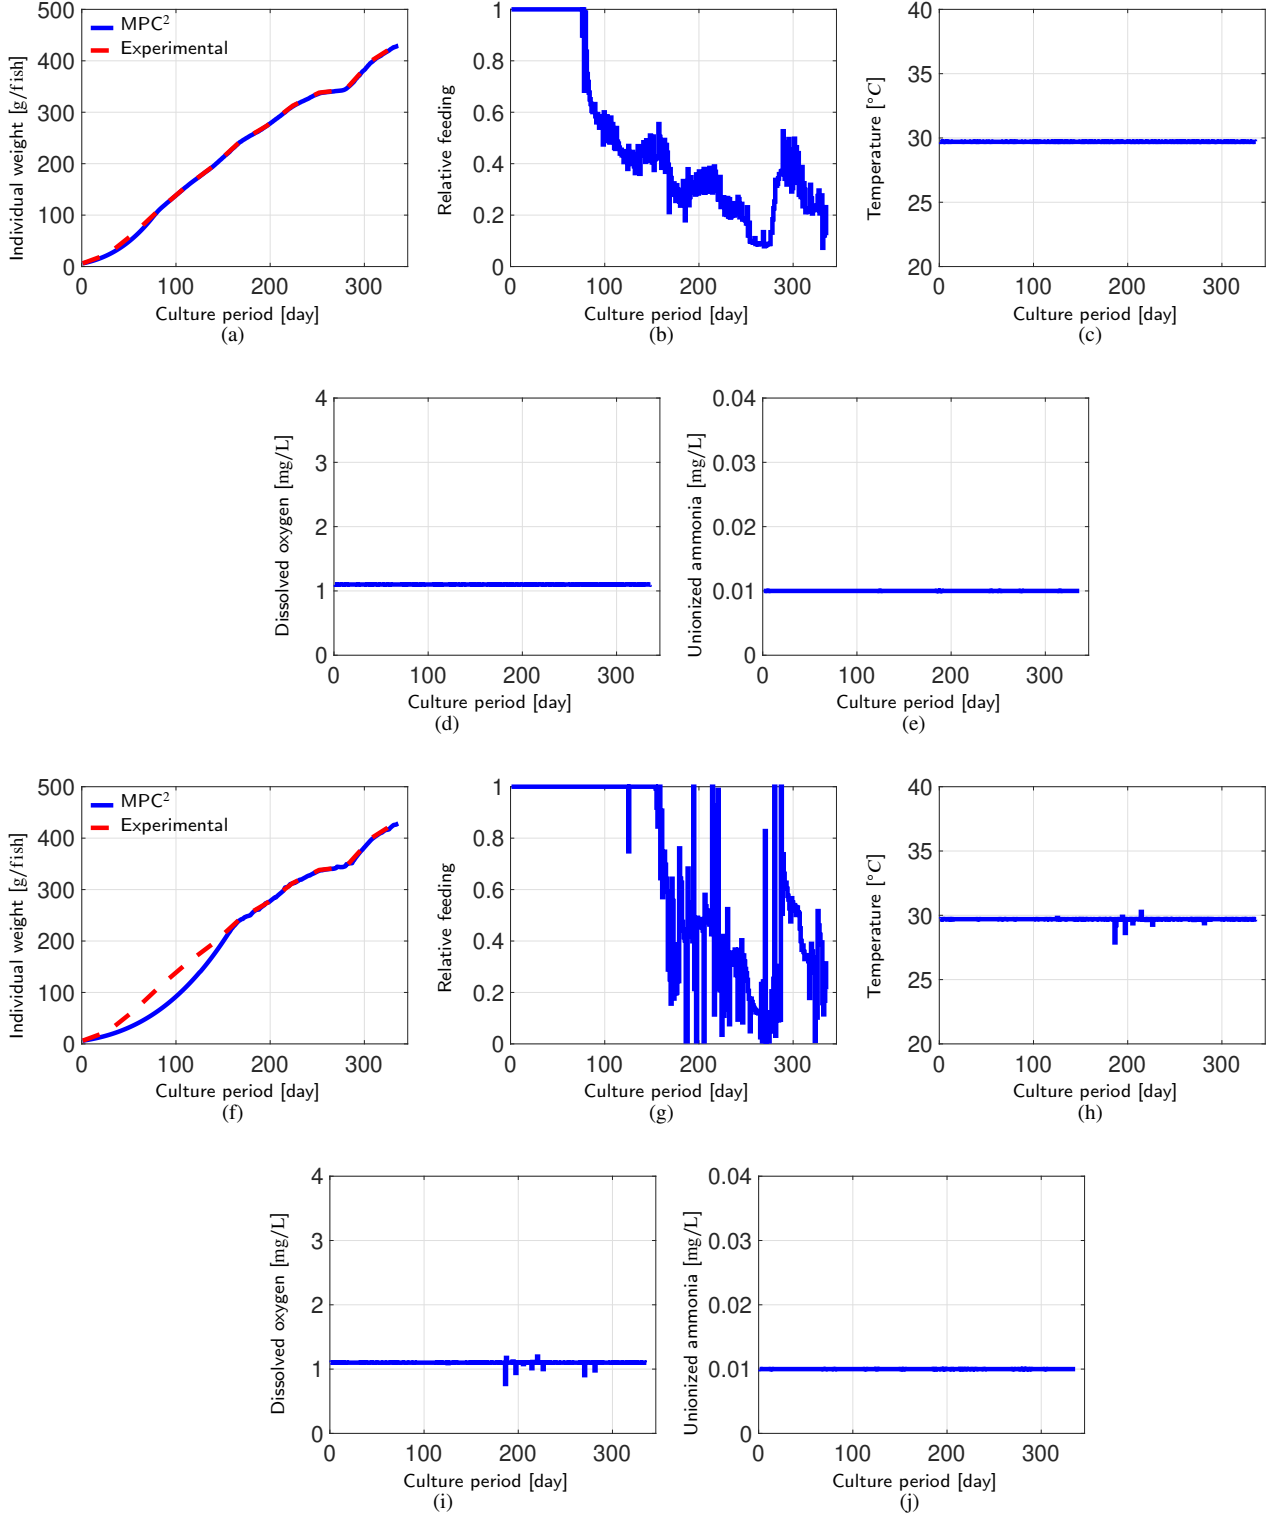 500
400
300
200
100
0
MPC²
Experimental
Individual weight [g/fish]
0 100 200 300
Culture period [day]
(a)
1
0.8
0.6
0.4
0.2
0
Relative feeding
0 100 200 300
Culture period [day]
(b)
40
35
30
25
20
Temperature [°C]
0 100 200 300
Culture period [day]
(c)
4
3
2
1
0
Dissolved oxygen [mg/L]
0 100 200 300
Culture period [day]
(d)
0.04
0.03
0.02
0.01
0
Unionized ammonia [mg/L]
0 100 200 300
Culture period [day]
(e)
500
400
300
200
100
0
MPC²
Experimental
Individual weight [g/fish]
0 100 200 300
Culture period [day]
(f)
1
0.8
0.6
0.4
0.2
0
Relative feeding
0 100 200 300
Culture period [day]
(g)
40
35
30
25
20
Temperature [°C]
0 100 200 300
Culture period [day]
(h)
4
3
2
1
0
Dissolved oxygen [mg/L]
0 100 200 300
Culture period [day]
(i)
0.04
0.03
0.02
0.01
0
Unionized ammonia [mg/L]
0 100 200 300
Culture period [day]
(j)